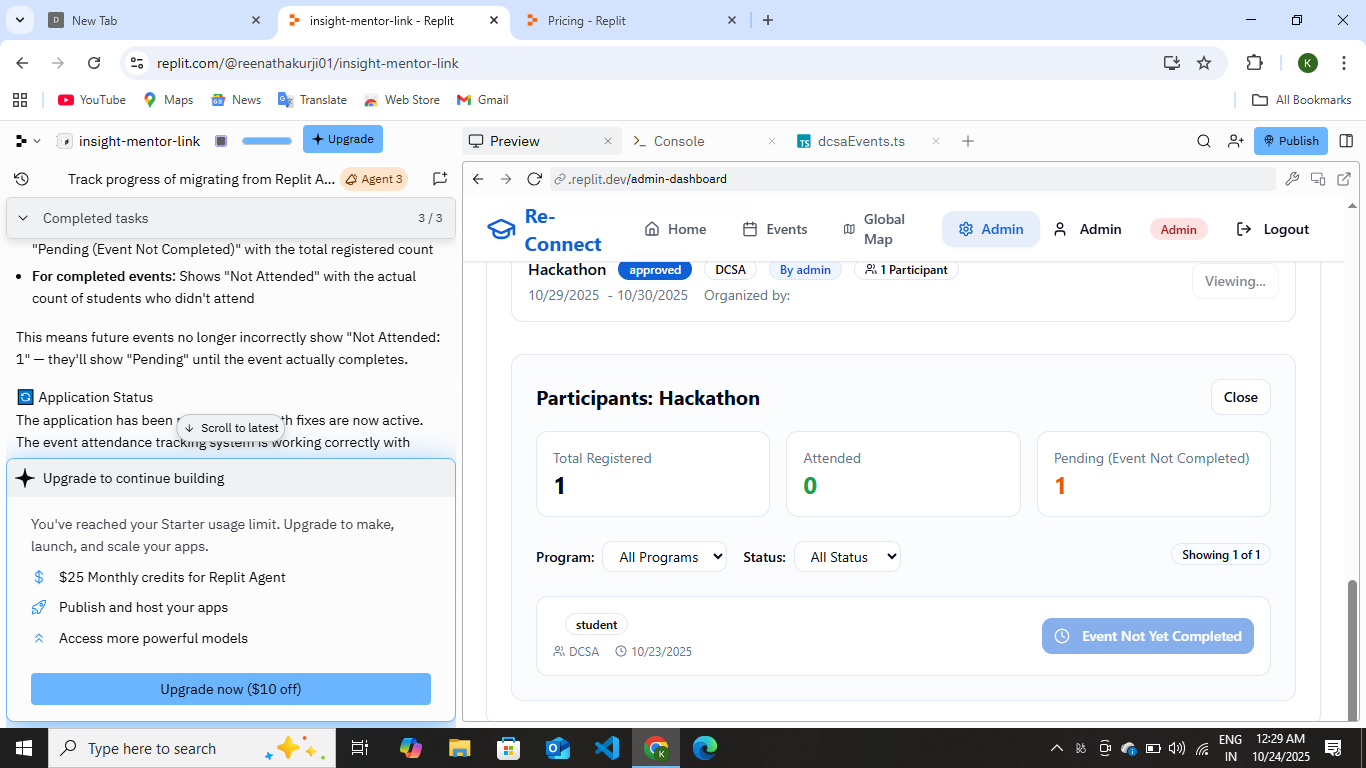 New Tab
insight-mentor-link - Replit
Pricing - Replit
replit.com/@reenathakurji01/insight-mentor-link
K
YouTube
Maps
News
Translate
Web Store
Gmail
All Bookmarks
insight-mentor-link
Upgrade
Preview
Console
TS dcsaEvents.ts
Publish
Track progress of migrating from Replit A...
Agent 3
.replit.dev/admin-dashboard
Completed tasks
3 / 3
"Pending (Event Not Completed)" with the total registered count
• For completed events: Shows "Not Attended" with the actual
count of students who didn't attend
This means future events no longer incorrectly show "Not Attended:
1" — they'll show "Pending" until the event actually completes.
Application Status
The application has been
th fixes are now active.
Scroll to latest
The event attendance tracking system is working correctly with
Upgrade to continue building
You've reached your Starter usage limit. Upgrade to make,
launch, and scale your apps.
$25 Monthly credits for Replit Agent
Publish and host your apps
Access more powerful models
Upgrade now ($10 off)
Re-
Connect
Home
Events
Global
Map
Admin
Admin
Admin
Logout
Hackathon
approved
DCSA
By admin
1 Participant
10/29/2025 - 10/30/2025 Organized by:
Viewing...
Participants: Hackathon
Close
Total Registered
1
Attended
0
Pending (Event Not Completed)
1
Program:
All Programs
Status:
All Status
Showing 1 of 1
student
DCSA
10/23/2025
Event Not Yet Completed
Type here to search
K
ENG
IN
12:29 AM
10/24/2025